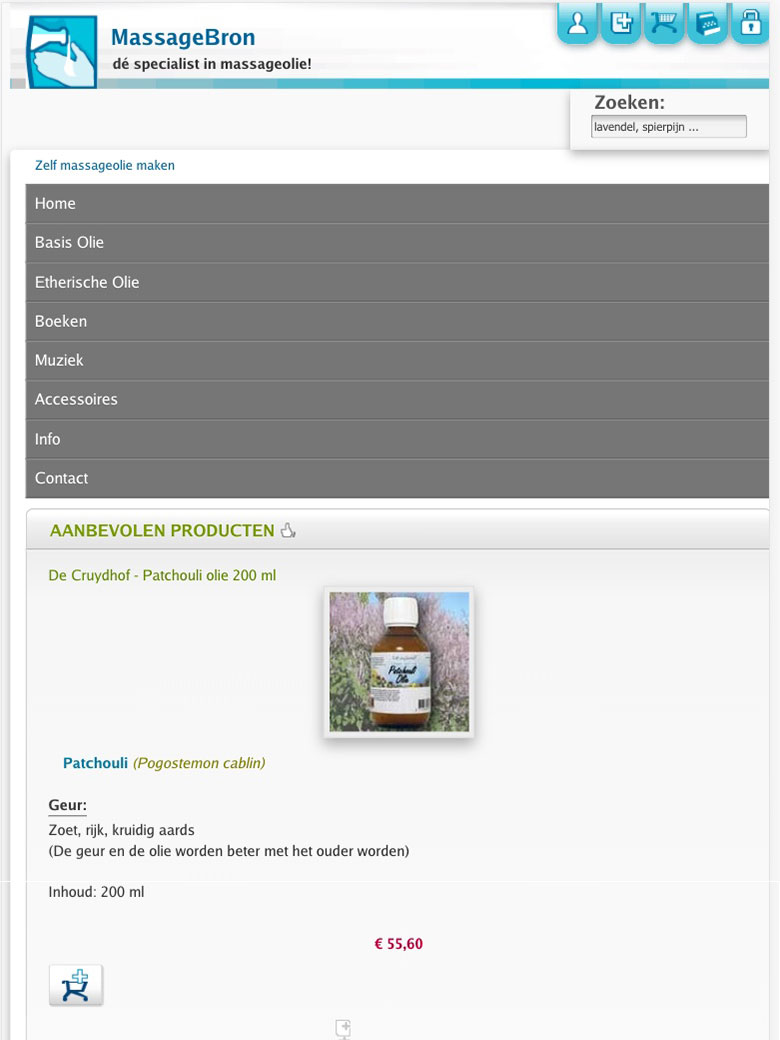 MassageBron
dé specialist in massageolie!
Zoeken:
lavendel, spierpijn ...
Zelf massageolie maken
Home
Basis Olie
Etherische Olie
Boeken
Muziek
Accessoires
Info
Contact
AANBEVOLEN PRODUCTEN
De Cruydhof - Patchouli olie 200 ml
Patchouli
Olie
Patchouli (Pogostemon cablin)
Geur:
Zoet, rijk, kruidig aards
(De geur en de olie worden beter met het ouder worden)
Inhoud: 200 ml
€ 55,60